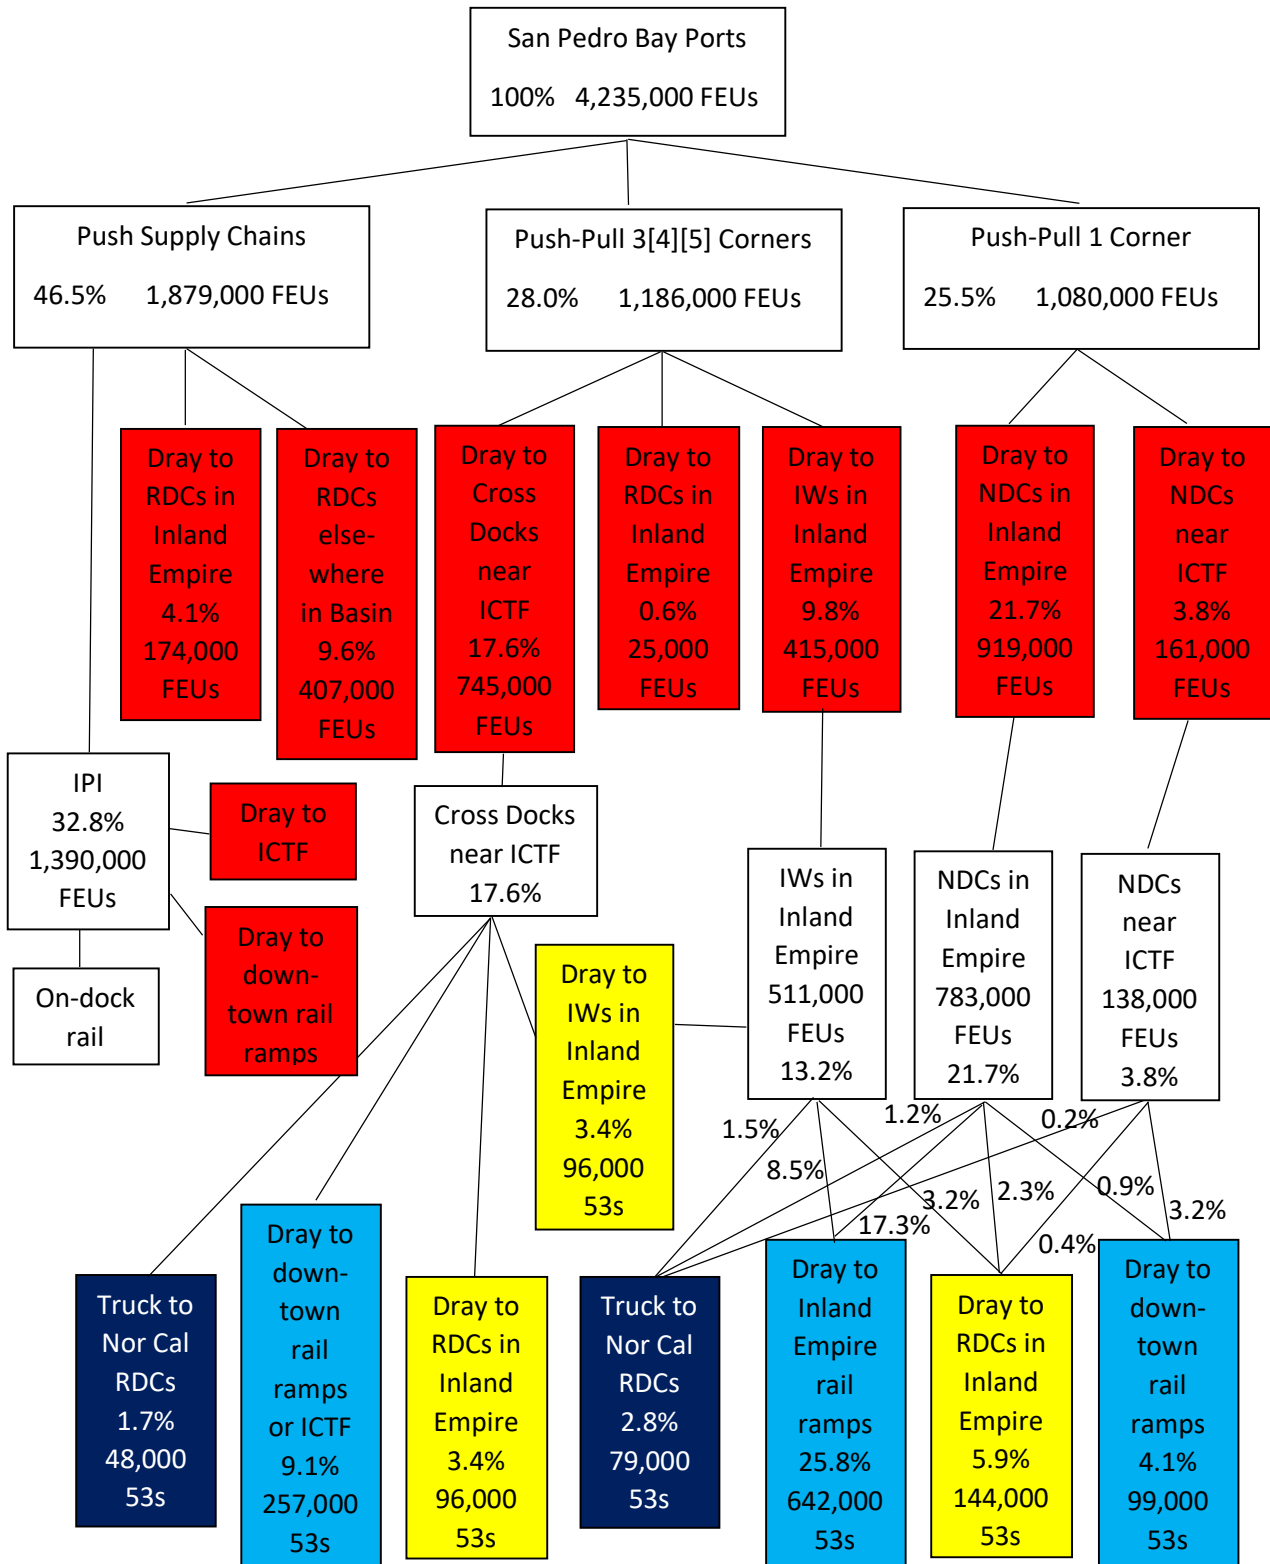 San Pedro Bay Ports
100% 4,235,000 FEUs
Push Supply Chains
46.5% 1,879,000 FEUs
Push-Pull 3[4][5] Corners
28.0% 1,186,000 FEUs
Push-Pull 1 Corner
25.5% 1,080,000 FEUs
Dray to
RDCs in
Inland
Empire
4.1%
174,000
FEUs
Dray to
RDCs
else-
where
in Basin
9.6%
407,000
FEUs
Dray to
Cross
Docks
near
ICTF
17.6%
745,000
FEUs
Dray to
RDCs in
Inland
Empire
0.6%
25,000
FEUs
Dray to
IWs in
Inland
Empire
9.8%
415,000
FEUs
Dray to
NDCs in
Inland
Empire
21.7%
919,000
FEUs
Dray to
NDCs
near
ICTF
3.8%
161,000
FEUs
IPI
32.8%
1,390,000
FEUs
Dray to
ICTF
Dray to
down-
town rail
ramps
On-dock
rail
Cross Docks
near ICTF
17.6%
Dray to
IWs in
Inland
Empire
3.4%
96,000
53s
IWs in
Inland
Empire
511,000
FEUs
13.2%
NDCs in
Inland
Empire
783,000
FEUs
21.7%
NDCs
near
ICTF
138,000
FEUs
3.8%
1.5%
1.2%
0.2%
8.5%
3.2%
2.3%
0.9%
3.2%
17.3%
0.4%
Truck to
Nor Cal
RDCs
1.7%
48,000
53s
Dray to
down-
town
rail
ramps
or ICTF
9.1%
257,000
53s
Dray to
RDCs in
Inland
Empire
3.4%
96,000
53s
Truck to
Nor Cal
RDCs
2.8%
79,000
53s
Dray to
Inland
Empire
rail
ramps
25.8%
642,000
53s
Dray to
RDCs in
Inland
Empire
5.9%
144,000
53s
Dray to
down-
town
rail
ramps
4.1%
99,000
53s